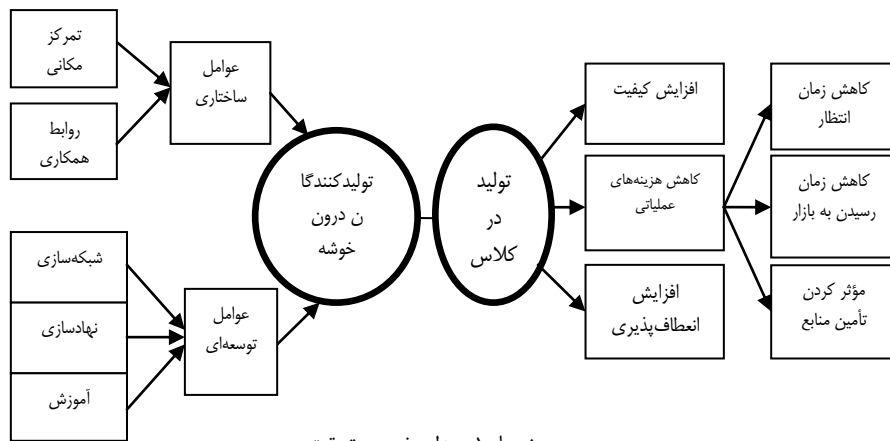 تمرکز
مکانی
روابط
همکاری
عوامل
ساختاری
شبکه‌سازی
نهادسازی
آموزش
عوامل
توسعه‌ای
تولیدکنندگا
ن درون
خوشه
تولید
در
کلاس
افزایش کیفیت
کاهش هزینه‌های
عملیاتی
افزایش
انعطاف‌پذیری
کاهش زمان
انتظار
کاهش زمان
رسیدن به بازار
مؤثر کردن
تأمین منابع